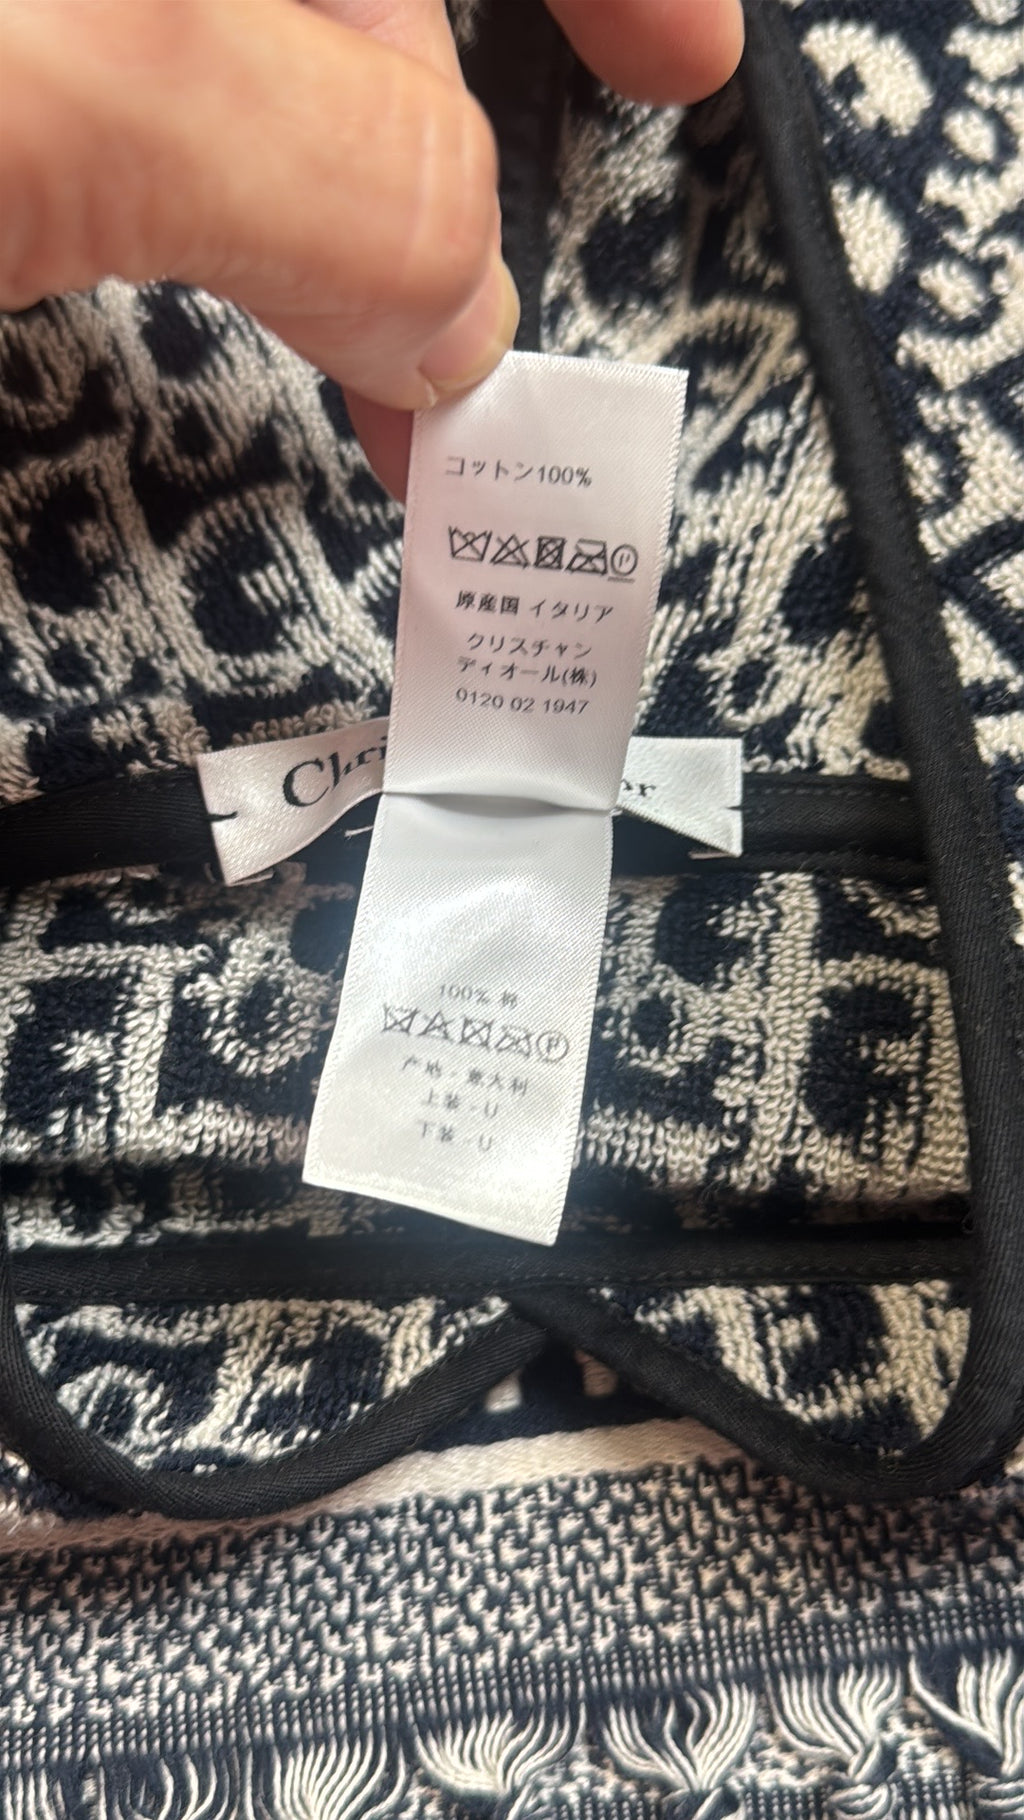 コットン100%
P
原産国 イタリア
クリスチャン
ディオール(株)
0120 02 1947
Chri
or
100% 棉
P
产地 - 意大利
上装 - U
下装 - U